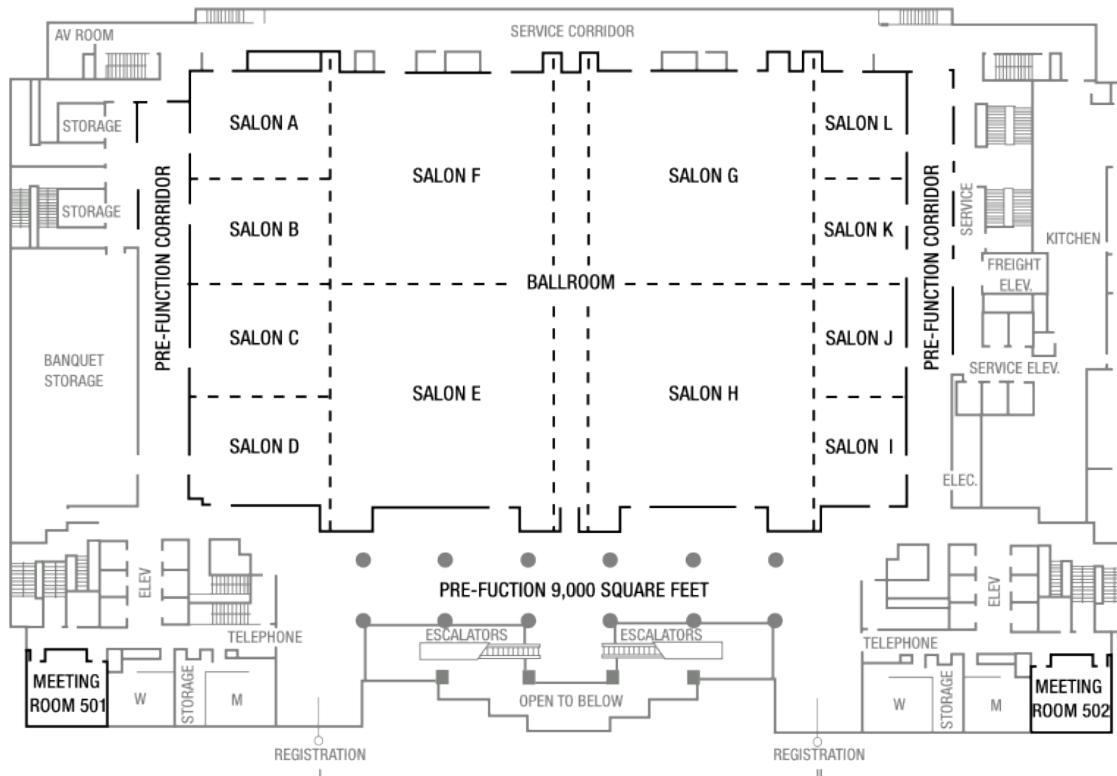 SERVICE CORRIDOR
AV ROOM
STORAGE
SALON A
SALON L
SALON F
SALON G
STORAGE
SALON B
SALON K
PRE-FUNCTION CORRIDOR
PRE-FUNCTION CORRIDOR
SERVICE
KITCHEN
FREIGHT
ELEV.
BALLROOM
SALON C
SALON J
BANQUET
STORAGE
SERVICE ELEV.
SALON E
SALON H
SALON D
SALON I
ELEC.
ELEV
ELEV
PRE-FUCTION 9,000 SQUARE FEET
TELEPHONE
ESCALATORS
ESCALATORS
TELEPHONE
MEETING
ROOM 501
W
STORAGE
M
OPEN TO BELOW
W
STORAGE
M
MEETING
ROOM 502
REGISTRATION
REGISTRATION